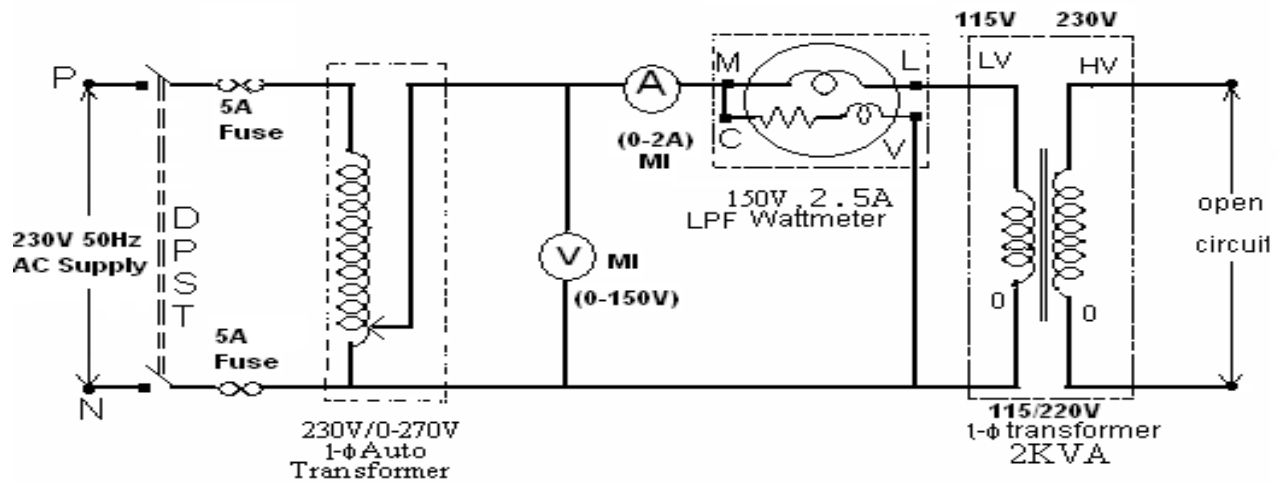 115V 230V
P
5A
Fuse
A
(0-2A)
MI
M
L
C
V
150V, 2.5A
LPF Wattmeter
LV
HV
230V 50Hz
AC Supply
DPST
V
MI
(0-150V)
open
circuit
0
0
5A
Fuse
N
230V/0-270V
1-ϕ Auto
Transformer
115/220V
1-ϕ transformer
2KVA